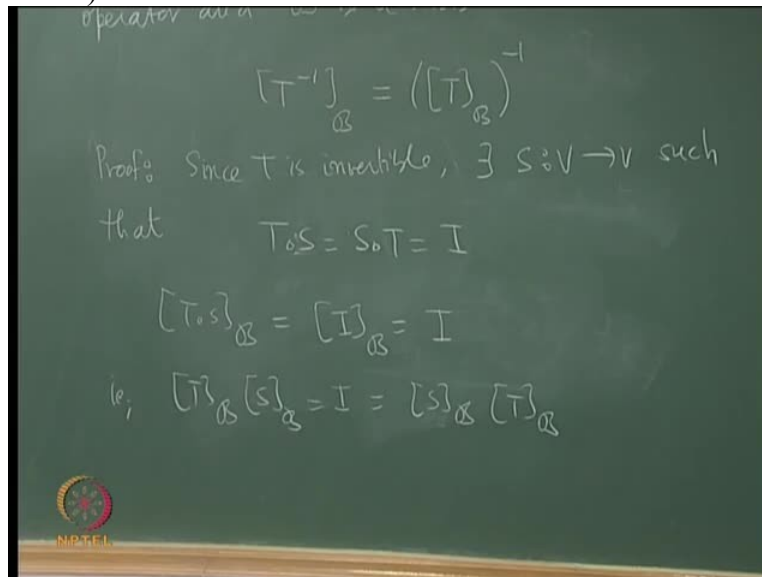 operator and
[T⁻¹]_ℬ = ([T]_ℬ)⁻¹
Proof: Since T is invertible, ∃ S: V → V such
that T∘S = S∘T = I
[T∘S]_ℬ = [I]_ℬ = I
ie; [T]_ℬ [S]_ℬ = I = [S]_ℬ [T]_ℬ
NPTEL